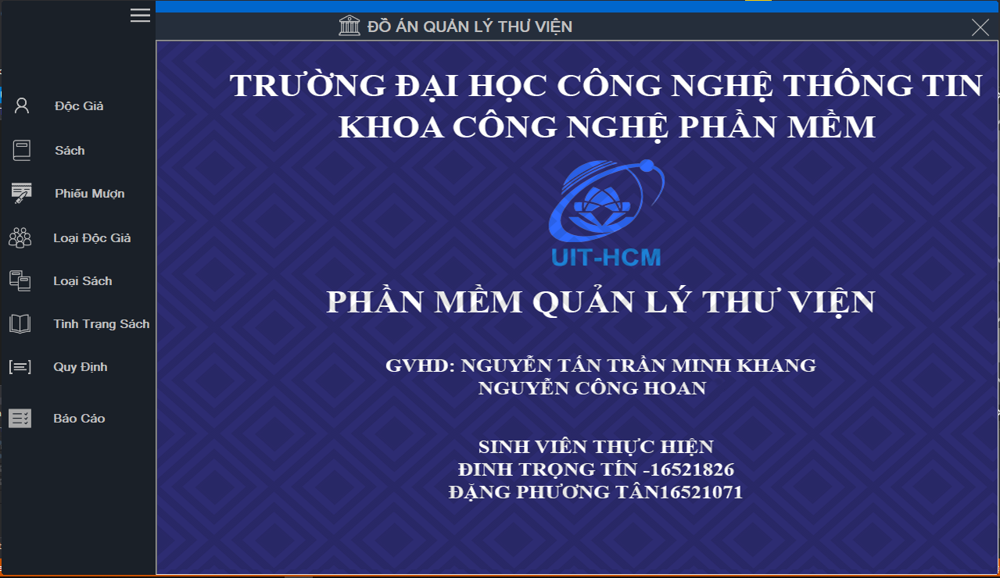 ĐỒ ÁN QUẢN LÝ THƯ VIỆN
Độc Giả
Sách
Phiếu Mượn
Loại Độc Giả
Loại Sách
Tình Trạng Sách
Quy Định
Báo Cáo
TRƯỜNG ĐẠI HỌC CÔNG NGHỆ THÔNG TIN
KHOA CÔNG NGHỆ PHẦN MỀM
UIT-HCM
PHẦN MỀM QUẢN LÝ THƯ VIỆN
GVHD: NGUYỄN TẤN TRẦN MINH KHANG
NGUYỄN CÔNG HOAN
SINH VIÊN THỰC HIỆN
ĐINH TRỌNG TÍN -16521826
ĐẶNG PHƯƠNG TÂN16521071